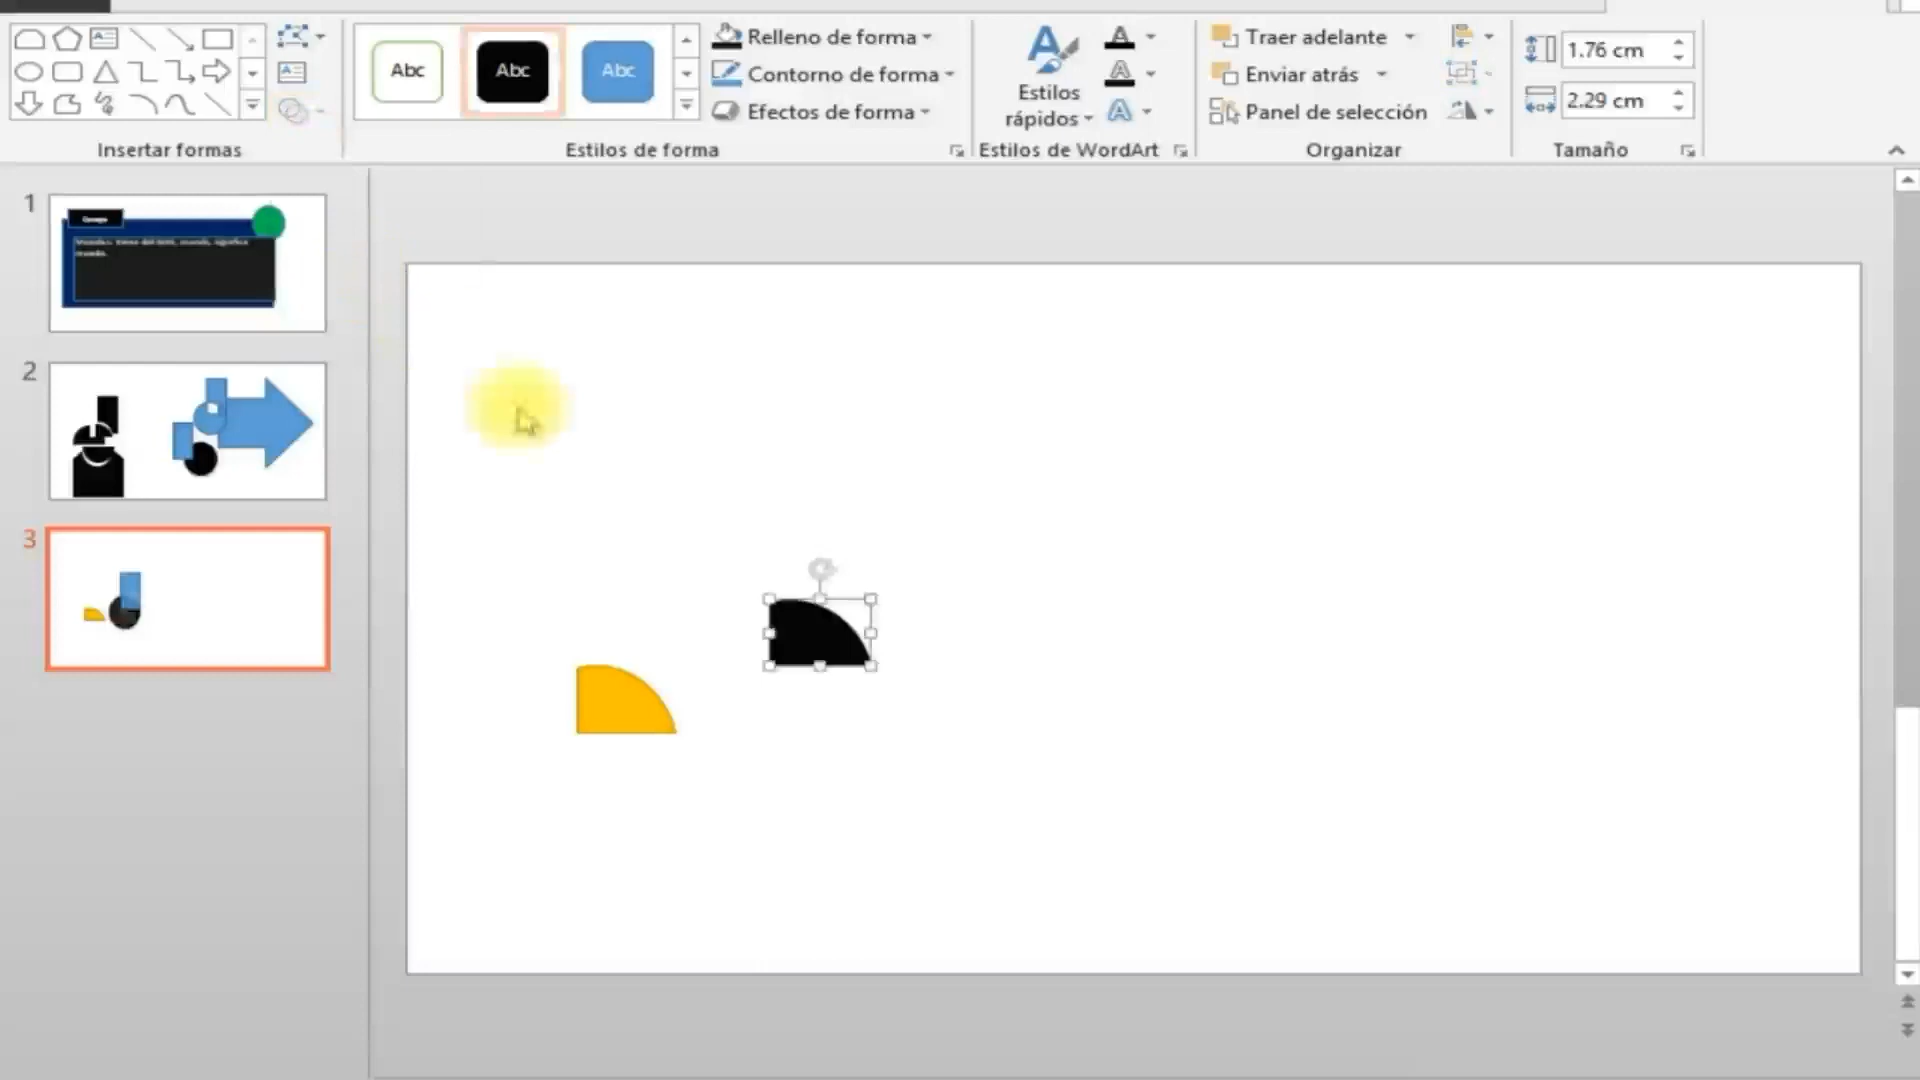 Abc Abc Abc
Relleno de forma
Contorno de forma
Efectos de forma
Estilos
rápidos
Traer adelante
Enviar atrás
Panel de selección
1.76 cm
2.29 cm
Insertar formas
Estilos de forma
Estilos de WordArt
Organizar
Tamaño
1
2
3